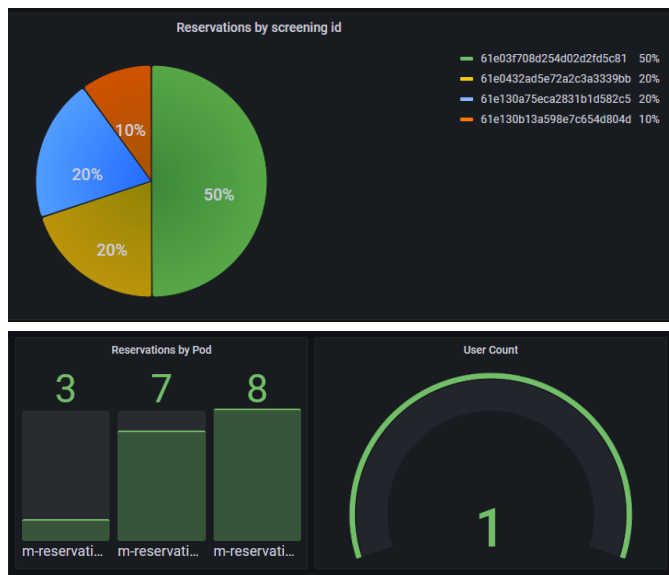 Reservations by screening id
61e03f708d254d02d2fd5c81 50%
61e0432ad5e72a2c3a3339bb 20%
61e130a75eca2831b1d582c5 20%
61e130b13a598e7c654d804d 10%
10%
20%
50%
20%
Reservations by Pod
3 7 8
m-reservati... m-reservati... m-reservati...
User Count
1